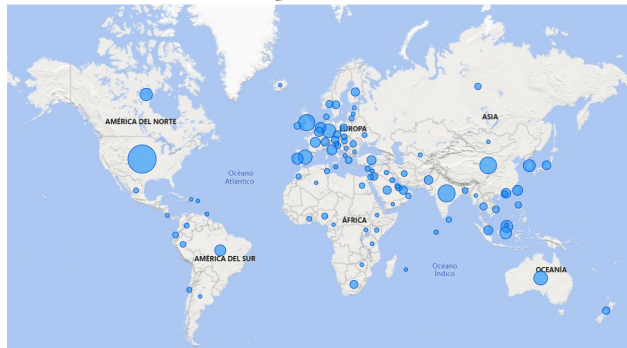 ASIA
AMÉRICA DEL NORTE
EUROPA
Océano
Atlántico
ÁFRICA
AMÉRICA DEL SUR
Océano
Índico
OCEANÍA